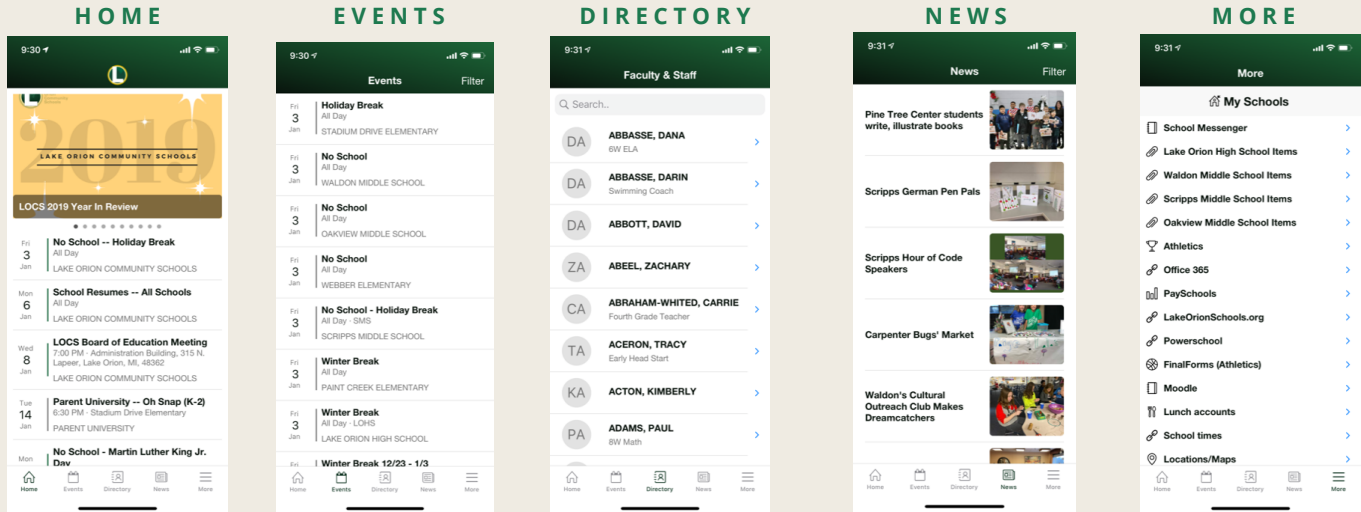 HOME
9:30
L
L
2019
LAKE ORION COMMUNITY SCHOOLS
LOCS 2019 Year In Review
Fri
3
Jan
No School -- Holiday Break
All Day
LAKE ORION COMMUNITY SCHOOLS
Mon
6
Jan
School Resumes -- All Schools
All Day
LAKE ORION COMMUNITY SCHOOLS
Wed
8
Jan
LOCS Board of Education Meeting
7:00 PM · Administration Building, 315 N.
Lapeer, Lake Orion, MI, 48362
LAKE ORION COMMUNITY SCHOOLS
Tue
14
Jan
Parent University -- Oh Snap (K-2)
6:30 PM · Stadium Drive Elementary
PARENT UNIVERSITY
Mon
No School - Martin Luther King Jr.
Day
Home
Events
Directory
News
More
EVENTS
9:30
Events
Filter
Fri
3
Jan
Holiday Break
All Day
STADIUM DRIVE ELEMENTARY
Fri
3
Jan
No School
All Day
WALDON MIDDLE SCHOOL
Fri
3
Jan
No School
All Day
OAKVIEW MIDDLE SCHOOL
Fri
3
Jan
No School
All Day
WEBBER ELEMENTARY
Fri
3
Jan
No School - Holiday Break
All Day · SMS
SCRIPPS MIDDLE SCHOOL
Fri
3
Jan
Winter Break
All Day
PAINT CREEK ELEMENTARY
Fri
3
Jan
Winter Break
All Day · LOHS
LAKE ORION HIGH SCHOOL
Fri
Winter Break 12/23 - 1/3
Home
Events
Directory
News
More
DIRECTORY
9:31
Faculty & Staff
Search..
DA
ABBASSE, DANA
6W ELA
DA
ABBASSE, DARIN
Swimming Coach
DA
ABBOTT, DAVID
ZA
ABEEL, ZACHARY
CA
ABRAHAM-WHITED, CARRIE
Fourth Grade Teacher
TA
ACERON, TRACY
Early Head Start
KA
ACTON, KIMBERLY
PA
ADAMS, PAUL
8W Math
Home
Events
Directory
News
More
NEWS
9:31
News
Filter
Pine Tree Center students
write, illustrate books
Scripps German Pen Pals
Scripps Hour of Code
Speakers
Carpenter Bugs' Market
Waldon's Cultural
Outreach Club Makes
Dreamcatchers
Home
Events
Directory
News
More
MORE
9:31
More
My Schools
School Messenger
Lake Orion High School Items
Waldon Middle School Items
Scripps Middle School Items
Oakview Middle School Items
Athletics
Office 365
PaySchools
LakeOrionSchools.org
Powerschool
FinalForms (Athletics)
Moodle
Lunch accounts
School times
Locations/Maps
Home
Events
Directory
News
More